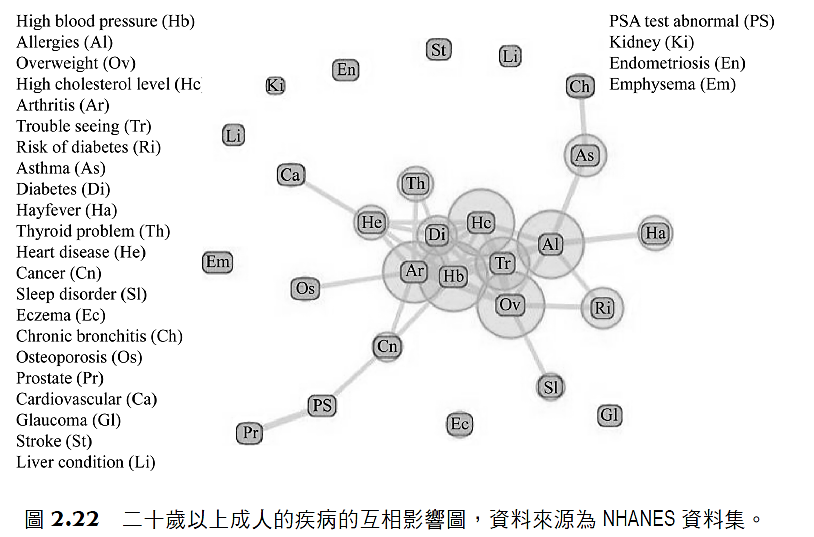 High blood pressure (Hb)
Allergies (Al)
Overweight (Ov)
High cholesterol level (Hc
Arthritis (Ar)
Trouble seeing (Tr)
Risk of diabetes (Ri)
Asthma (As)
Diabetes (Di)
Hayfever (Ha)
Thyroid problem (Th)
Heart disease (He)
Cancer (Cn)
Sleep disorder (Sl)
Eczema (Ec)
Chronic bronchitis (Ch)
Osteoporosis (Os)
Prostate (Pr)
Cardiovascular (Ca)
Glaucoma (Gl)
Stroke (St)
Liver condition (Li)
PSA test abnormal (PS)
Kidney (Ki)
Endometriosis (En)
Emphysema (Em)
St
Li
En
Ki
Ch
Li
As
Ca
Th
He
Hc
Di
Al
Ha
Em
Ar
Hb
Tr
Os
Ov
Ri
Cn
Sl
PS
Gl
Pr
Ec
圖 2.22 二十歲以上成人的疾病的互相影響圖，資料來源為 NHANES 資料集。